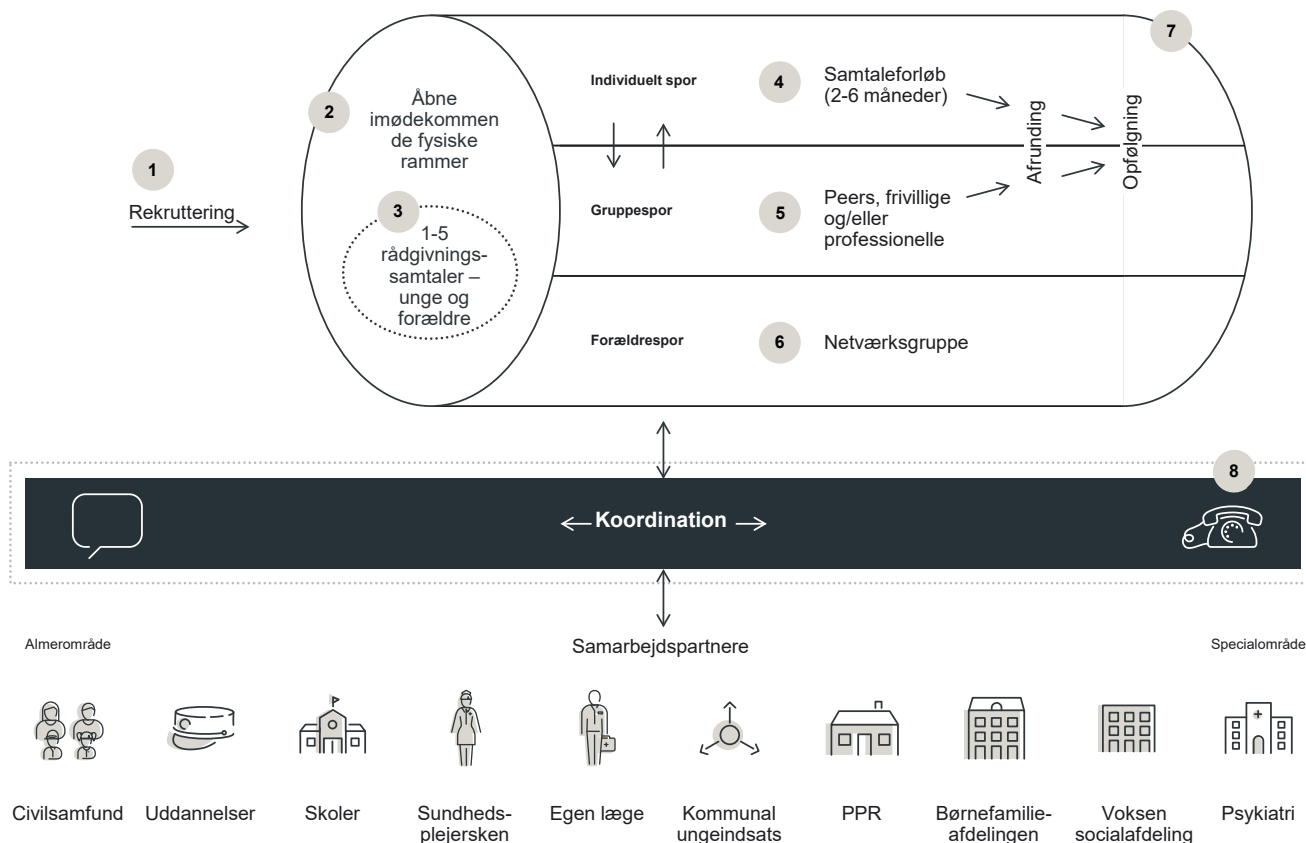 1
Rekruttering
2
Åbne
imødekommen
de fysiske
rammer
3
1-5
rådgivnings-
samtaler –
unge og
forældre
Individuelt spor
4
Samtaleforløb
(2-6 måneder)
Gruppespor
5
Peers, frivillige
og/eller
professionelle
Forældrespor
6
Netværksgruppe
Afrunding
Opfølgning
7
8
Koordination
Almerområde
Samarbejdspartnere
Specialområde
Civilsamfund
Uddannelser
Skoler
Sundheds-
plejersken
Egen læge
Kommunal
ungeindsats
PPR
Børnefamilie-
afdelingen
Voksen
socialafdeling
Psykiatri